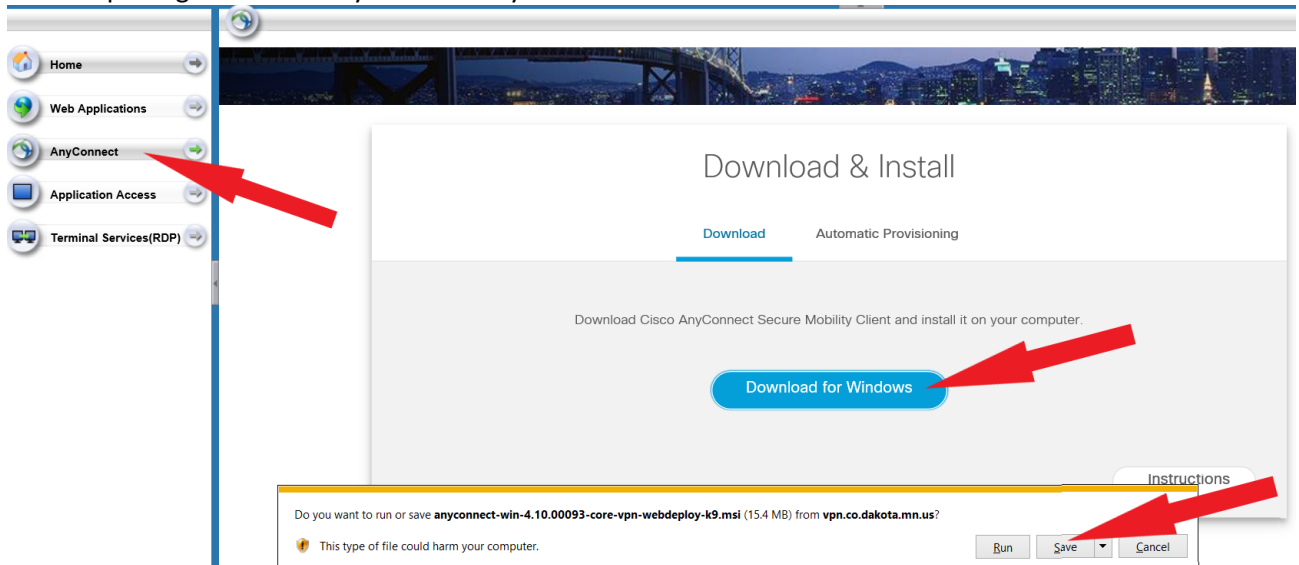 Home
Web Applications
AnyConnect
Application Access
Terminal Services(RDP)
Download & Install
Download Automatic Provisioning
Download Cisco AnyConnect Secure Mobility Client and install it on your computer.
Download for Windows
Instructions
Do you want to run or save anyconnect-win-4.10.00093-core-vpn-webdeploy-k9.msi (15.4 MB) from vpn.co.dakota.mn.us?
This type of file could harm your computer.
Run Save Cancel